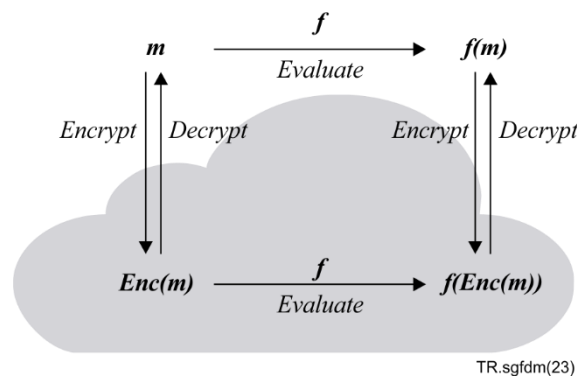 m f f(m)
Evaluate
Encrypt Decrypt Encrypt Decrypt
Enc(m) f f(Enc(m))
Evaluate
TR.sgfdm(23)